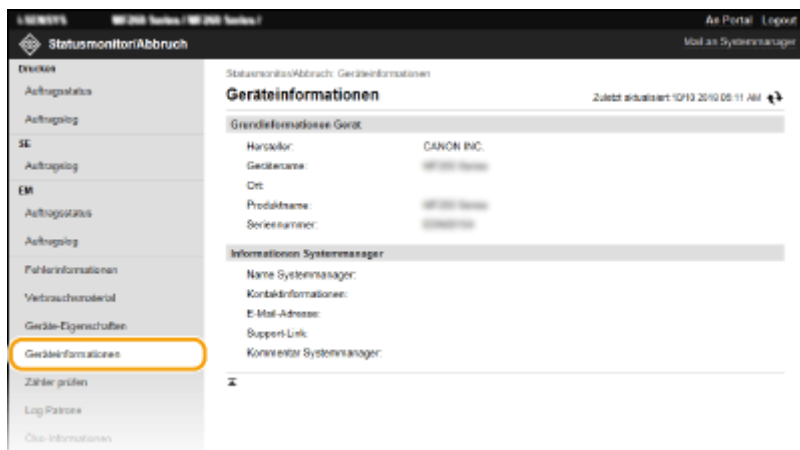 An Portal Logout
Statusmonitor/Abbruch
Mail an Systemmanager
Drucken
Auftragsstatus
Auftragslog
SE
Auftragslog
EM
Auftragsstatus
Auftragslog
Fehlerinformationen
Verbrauchsmaterial
Geräte-Eigenschaften
Geräteinformationen
Zähler prüfen
Log Patrone
Öko-Informationen
Statusmonitor/Abbruch: Geräteinformationen
Geräteinformationen
Zuletzt aktualisiert:
Grundinformationen Gerät
Hersteller: CANON INC.
Gerätename:
Ort:
Produktname:
Seriennummer:
Informationen Systemmanager
Name Systemmanager:
Kontaktinformationen:
E-Mail-Adresse:
Support-Link:
Kommentar Systemmanager: